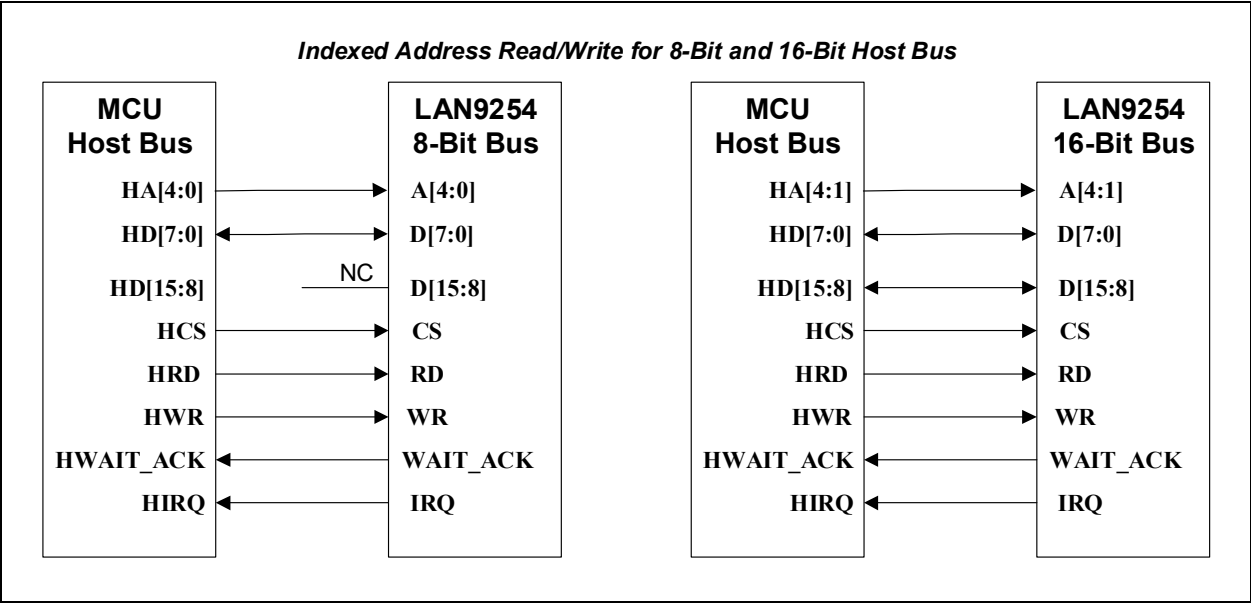 Indexed Address Read/Write for 8-Bit and 16-Bit Host Bus
MCU
Host Bus
HA[4:0]
HD[7:0]
HD[15:8]
HCS
HRD
HWR
HWAIT_ACK
HIRQ
NC
LAN9254
8-Bit Bus
A[4:0]
D[7:0]
D[15:8]
CS
RD
WR
WAIT_ACK
IRQ
MCU
Host Bus
HA[4:1]
HD[7:0]
HD[15:8]
HCS
HRD
HWR
HWAIT_ACK
HIRQ
LAN9254
16-Bit Bus
A[4:1]
D[7:0]
D[15:8]
CS
RD
WR
WAIT_ACK
IRQ